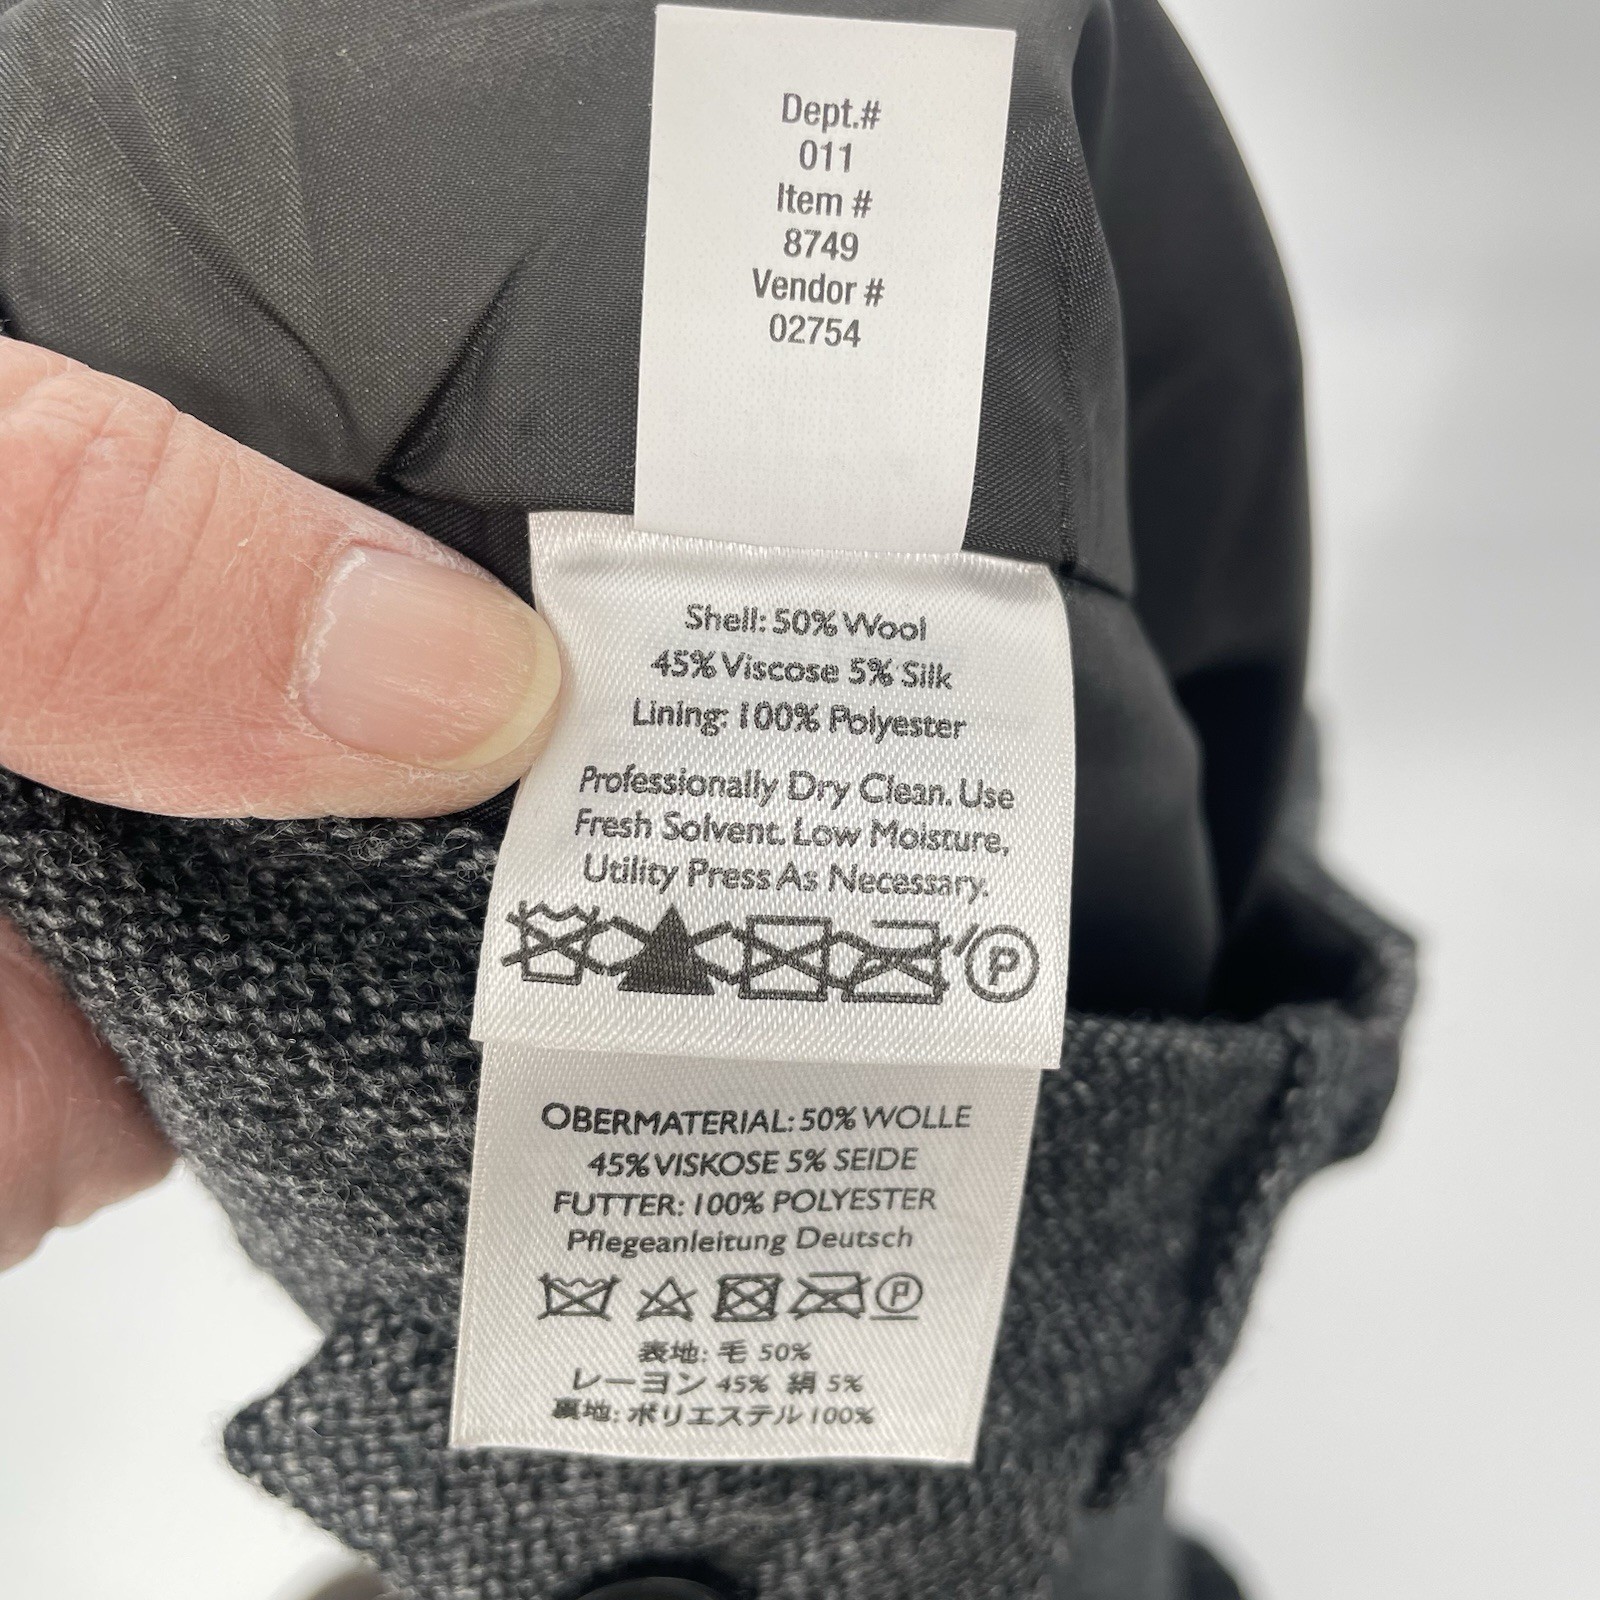 Dept.#
011
Item #
8749
Vendor #
02754
Shell: 50% Wool
45% Viscose 5% Silk
Lining: 100% Polyester
Professionally Dry Clean. Use
Fresh Solvent. Low Moisture,
Utility Press As Necessary.
P
OBERMATERIAL: 50% WOLLE
45% VISKOSE 5% SEIDE
FUTTER: 100% POLYESTER
Pflegeanleitung Deutsch
P
表地: 毛 50%
レーヨン 45% 絹 5%
裏地: ポリエステル 100%